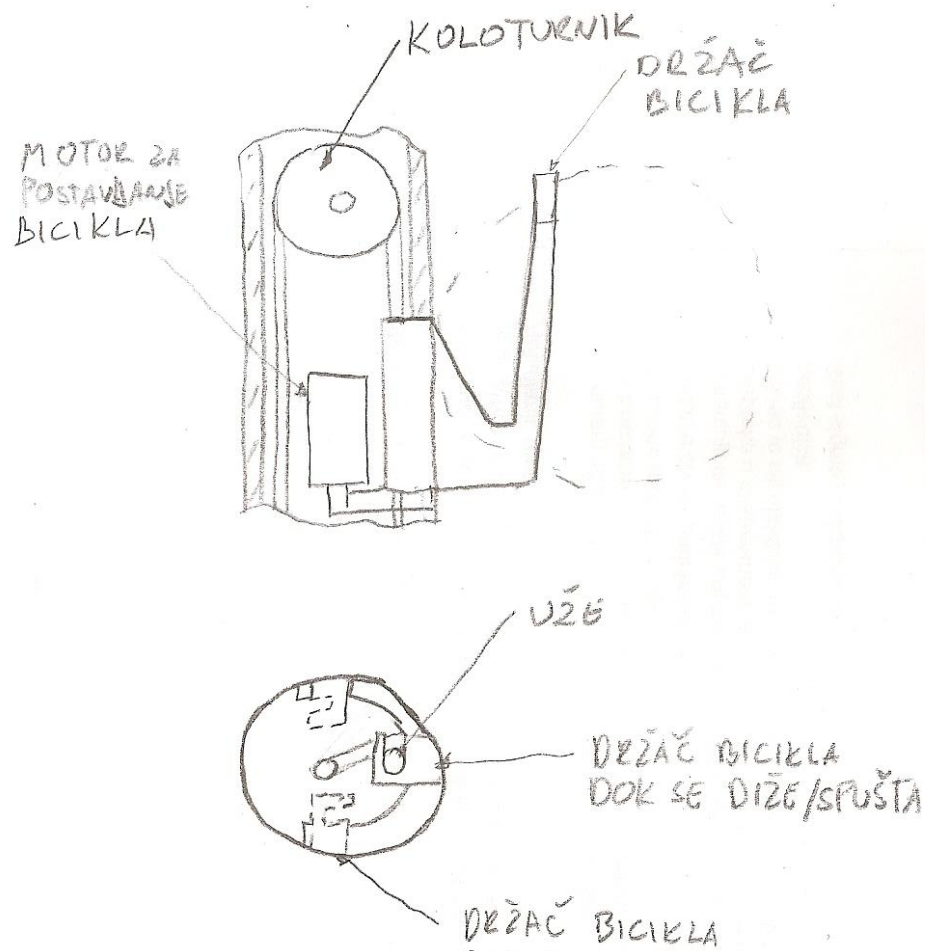 KOLOTURNIK
DRŽAČ
BICIKLA
MOTOR ZA
POSTAVLJANJE
BICIKLA
UŽE
DRŽAČ BICIKLA
DOK SE DIŽE/SPUŠTA
DRŽAČ BICIKLA